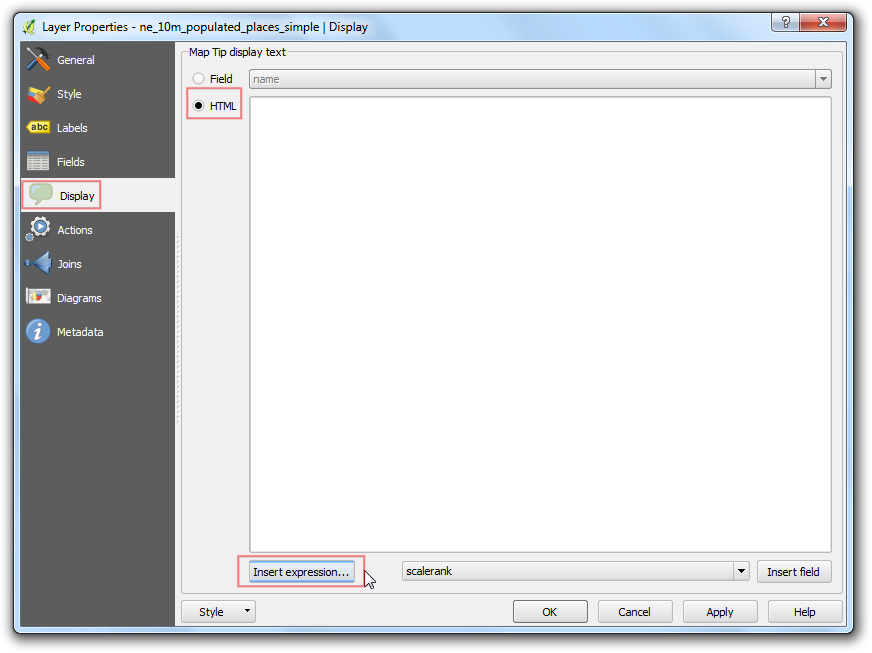 Layer Properties - ne_10m_populated_places_simple | Display
?
General
Style
abc
Labels
Fields
Display
Actions
Joins
Diagrams
i
Metadata
Map Tip display text
Field
name
HTML
Insert expression...
scalerank
Insert field
Style
OK
Cancel
Apply
Help